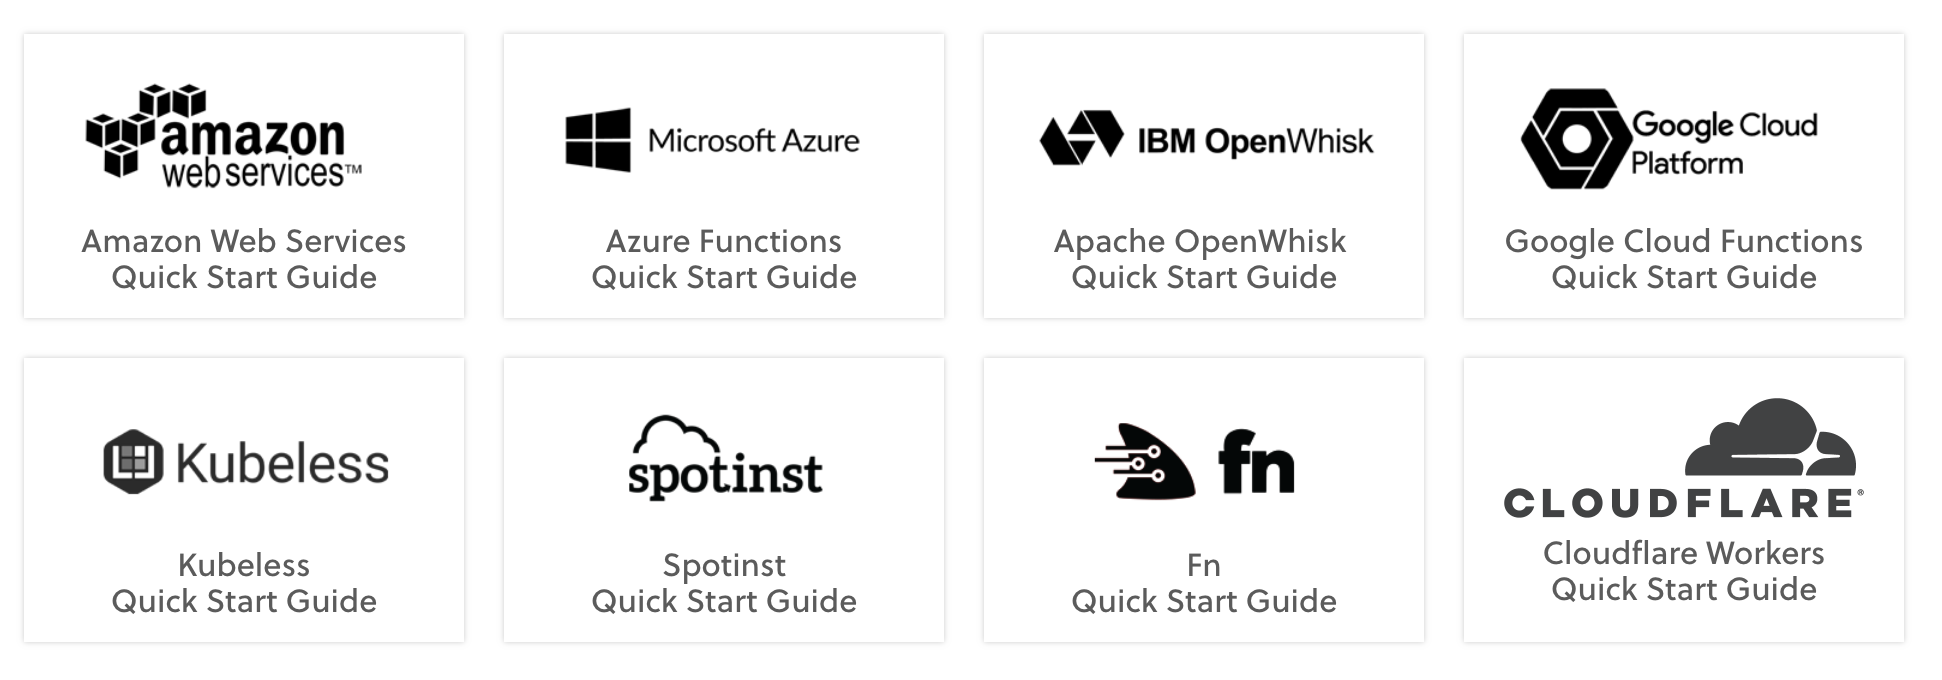 amazon
web services™
Amazon Web Services
Quick Start Guide
Microsoft Azure
Azure Functions
Quick Start Guide
IBM OpenWhisk
Apache OpenWhisk
Quick Start Guide
Google Cloud
Platform
Google Cloud Functions
Quick Start Guide
Kubeless
Kubeless
Quick Start Guide
spotinst
Spotinst
Quick Start Guide
fn
Fn
Quick Start Guide
CLOUDFLARE®
Cloudflare Workers
Quick Start Guide